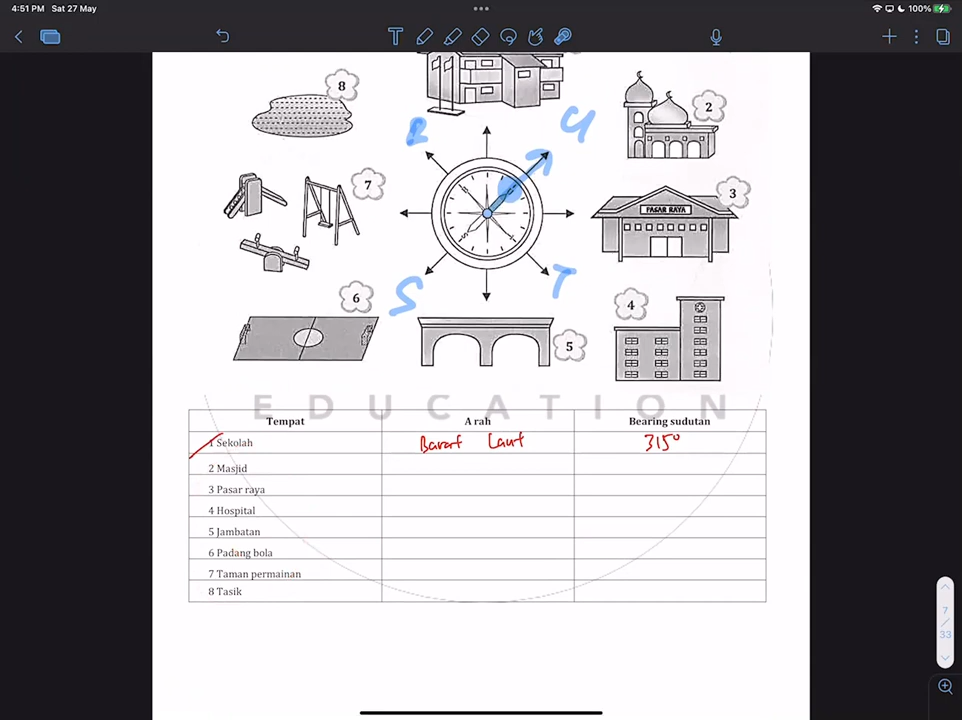 4:51 PM Sat 27 May
100%
8
2
7
3
PASAR RAYA
6
4
5
B
U
S
T
EDUCATION
Tempat Arah Bearing sudutan
1 Sekolah Barat Laut 315°
2 Masjid
3 Pasar raya
4 Hospital
5 Jambatan
6 Padang bola
7 Taman permainan
8 Tasik
7
/
33